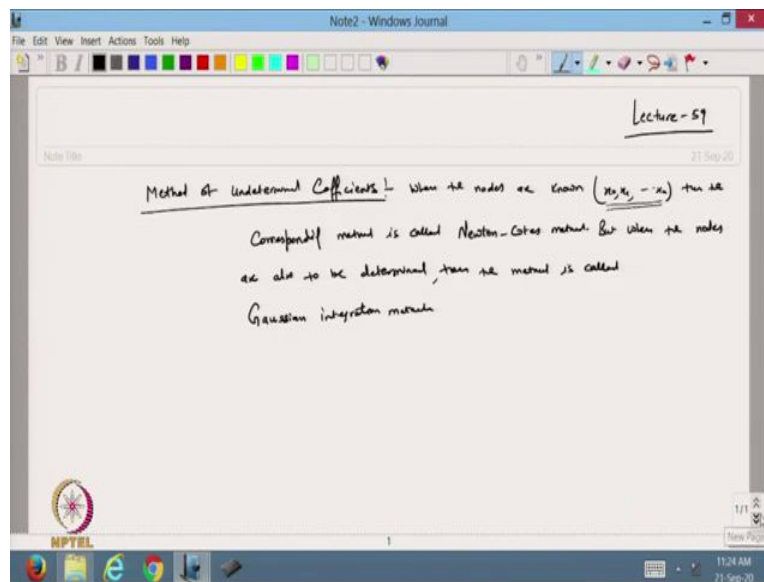 Note2 - Windows Journal
File Edit View Insert Actions Tools Help
B I
Lecture-59
Note Title
21-Sep-20
Method of undetermined Coefficients:- When the nodes are known (x0, x1, -- xn) then the
Corresponding method is called Newton-Cotes method. But when the nodes
are also to be determined, then the method is called
Gaussian integration methods
NPTEL
1
1/1
New Page
11:24 AM
21-Sep-20